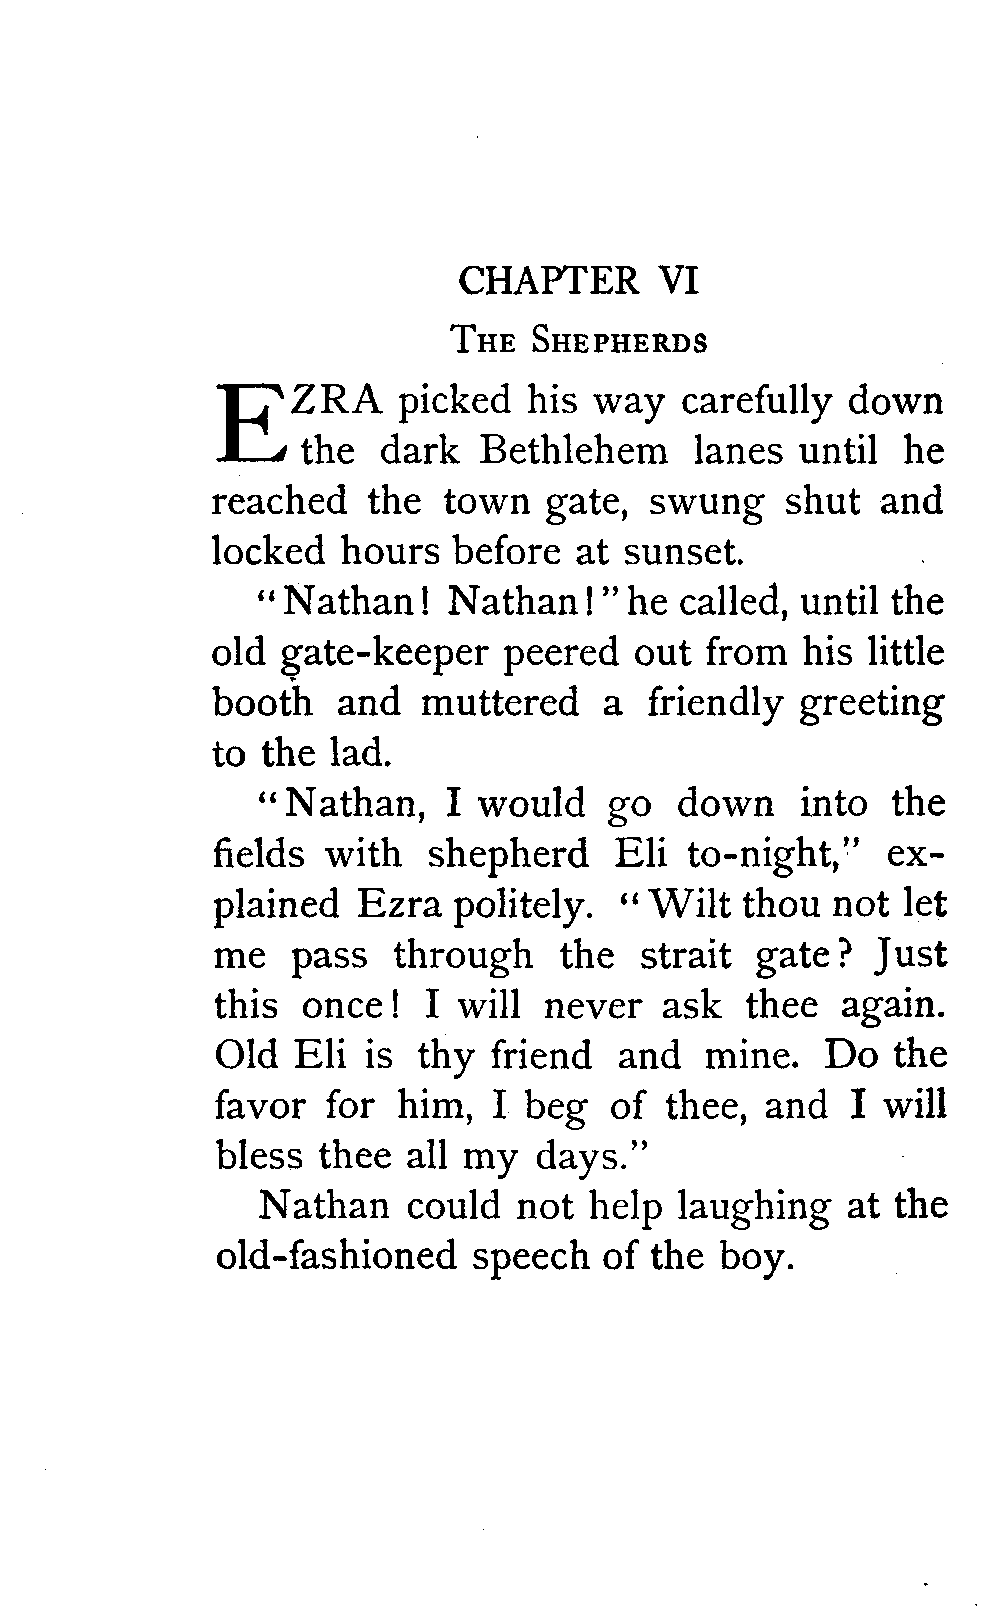 CHAPTER VI
THE SHEPHERDS
EZRA picked his way carefully down
the dark Bethlehem lanes until he
reached the town gate, swung shut and
locked hours before at sunset.
"Nathan! Nathan!" he called, until the
old gate-keeper peered out from his little
booth and muttered a friendly greeting
to the lad.
"Nathan, I would go down into the
fields with shepherd Eli to-night," ex-
plained Ezra politely. "Wilt thou not let
me pass through the strait gate? Just
this once! I will never ask thee again.
Old Eli is thy friend and mine. Do the
favor for him, I beg of thee, and I will
bless thee all my days."
Nathan could not help laughing at the
old-fashioned speech of the boy.